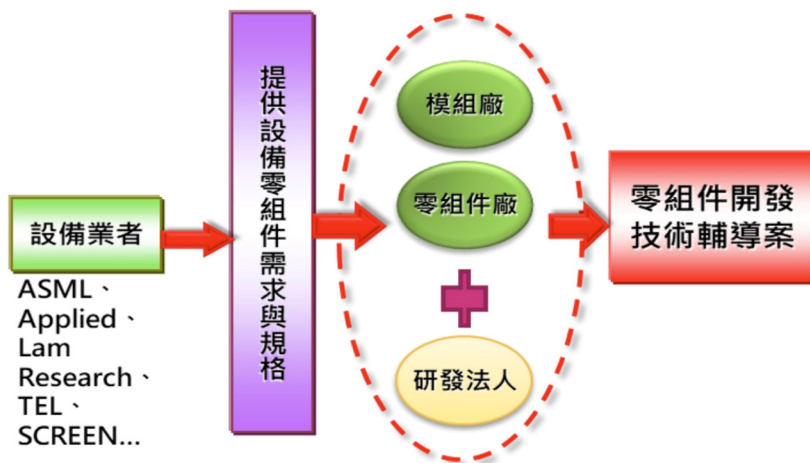 設備業者
ASML、
Applied、
Lam
Research、
TEL、
SCREEN...
提供設備零組件需求與規格
模組廠
零組件廠
研發法人
零組件開發
技術輔導案